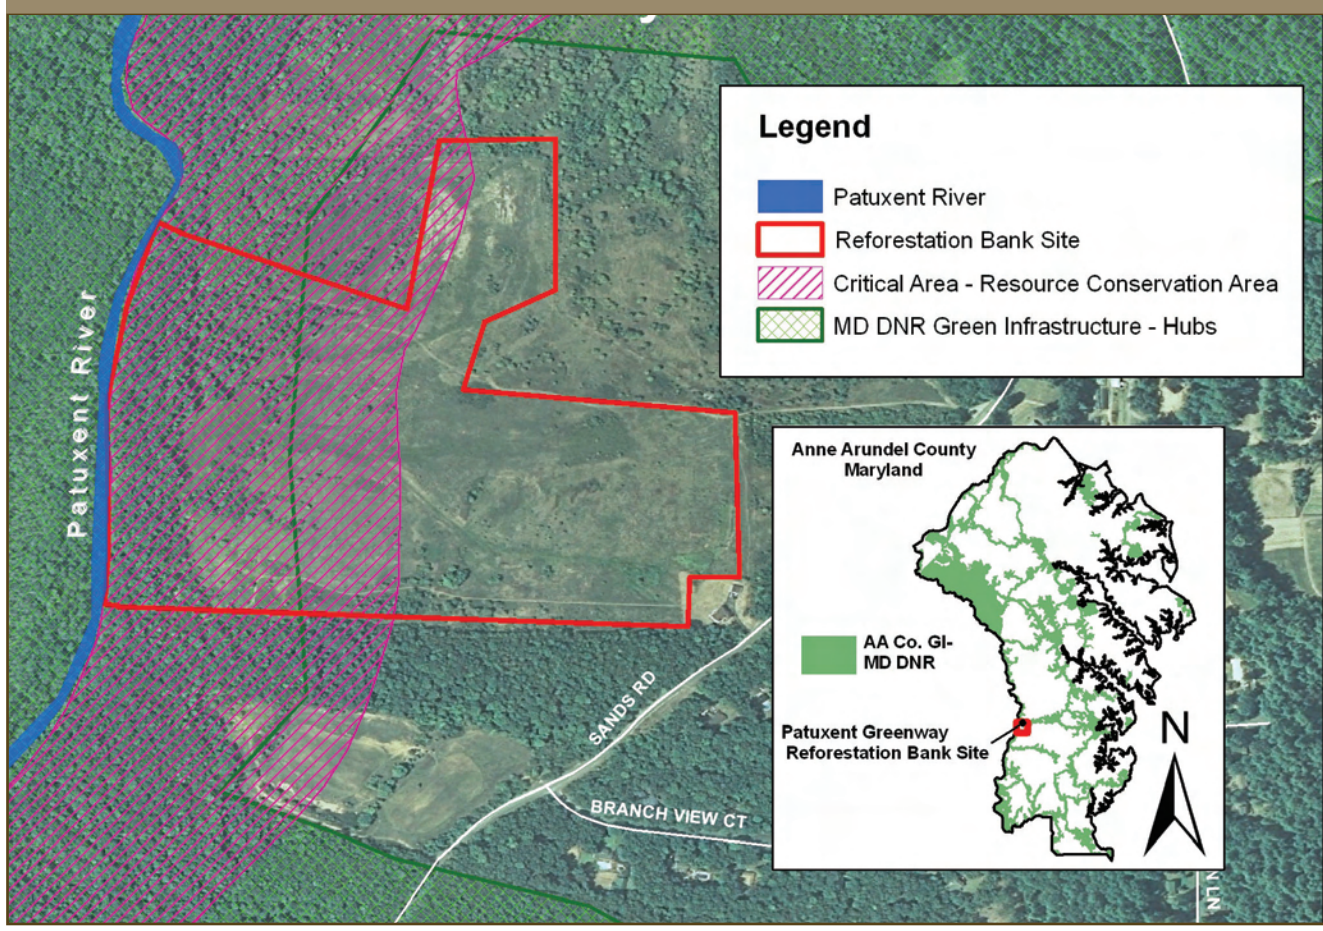 Patuxent River
Legend
Patuxent River
Reforestation Bank Site
Critical Area - Resource Conservation Area
MD DNR Green Infrastructure - Hubs
Anne Arundel County
Maryland
AA Co. GI-
MD DNR
Patuxent Greenway
Reforestation Bank Site
N
SANDS RD
BRANCH VIEW CT
LN